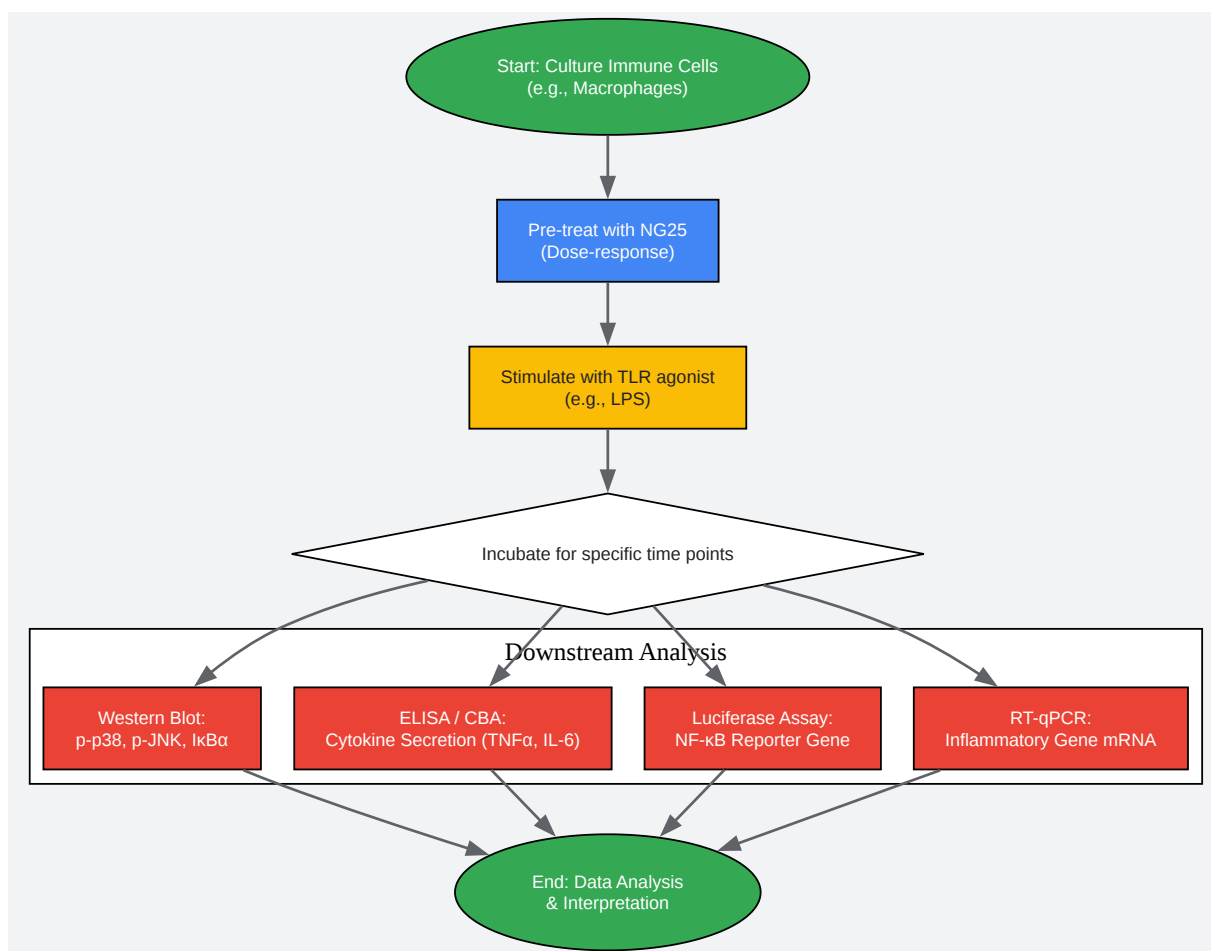 Start: Culture Immune Cells
(e.g., Macrophages)
Pre-treat with NG25
(Dose-response)
Stimulate with TLR agonist
(e.g., LPS)
Incubate for specific time points
Downstream Analysis
Western Blot:
p-p38, p-JNK, IκBα
ELISA / CBA:
Cytokine Secretion (TNFα, IL-6)
Luciferase Assay:
NF-κB Reporter Gene
RT-qPCR:
Inflammatory Gene mRNA
End: Data Analysis
& Interpretation